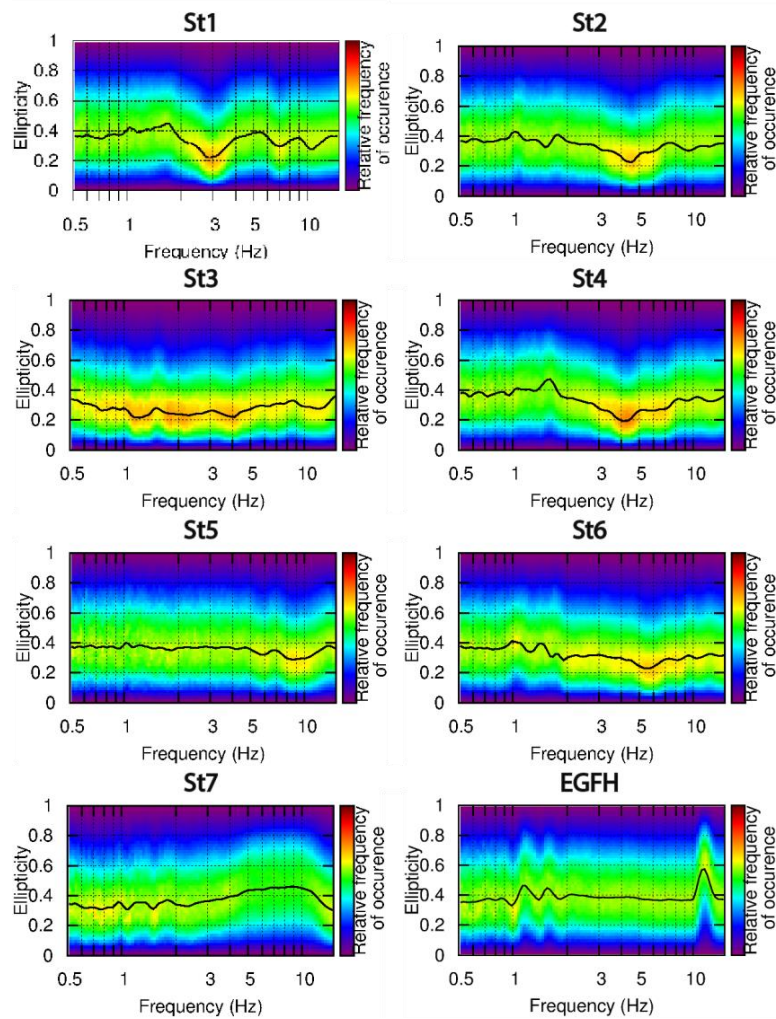 St1
1
0.8
0.6
0.4
0.2
0
Ellipticity
0.5 1 3 5 10
Frequency (Hz)
Relative frequency
of occurence
St2
1
0.8
0.6
0.4
0.2
0
Ellipticity
0.5 1 3 5 10
Frequency (Hz)
Relative frequency
of occurence
St3
1
0.8
0.6
0.4
0.2
0
Ellipticity
0.5 1 3 5 10
Frequency (Hz)
Relative frequency
of occurence
St4
1
0.8
0.6
0.4
0.2
0
Ellipticity
0.5 1 3 5 10
Frequency (Hz)
Relative frequency
of occurence
St5
1
0.8
0.6
0.4
0.2
0
Ellipticity
0.5 1 3 5 10
Frequency (Hz)
Relative frequency
of occurence
St6
1
0.8
0.6
0.4
0.2
0
Ellipticity
0.5 1 3 5 10
Frequency (Hz)
Relative frequency
of occurence
St7
1
0.8
0.6
0.4
0.2
0
Ellipticity
0.5 1 3 5 10
Frequency (Hz)
Relative frequency
of occurence
EGFH
1
0.8
0.6
0.4
0.2
0
Ellipticity
0.5 1 3 5 10
Frequency (Hz)
Relative frequency
of occurence